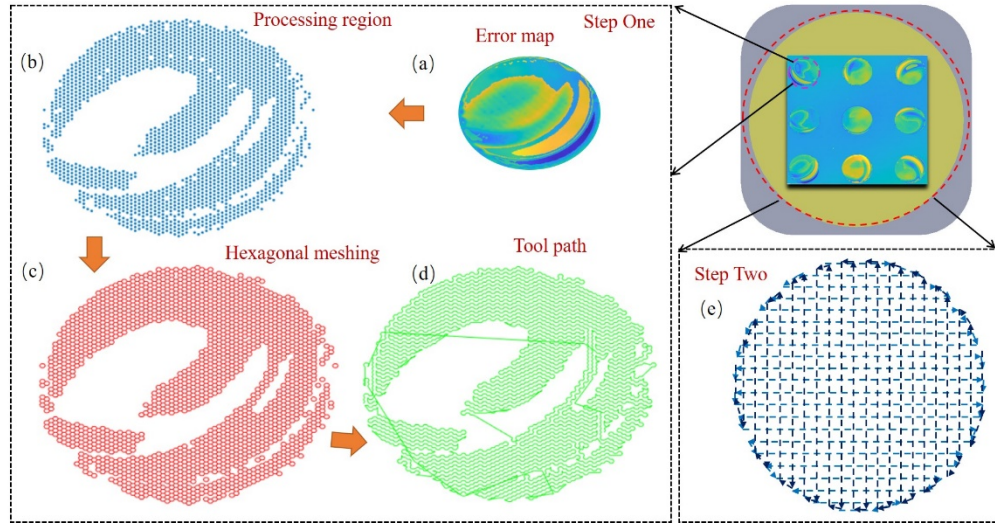 Processing region
Step One
Error map
(a)
(b)
Hexagonal meshing
Tool path
(c)
(d)
Step Two
(e)